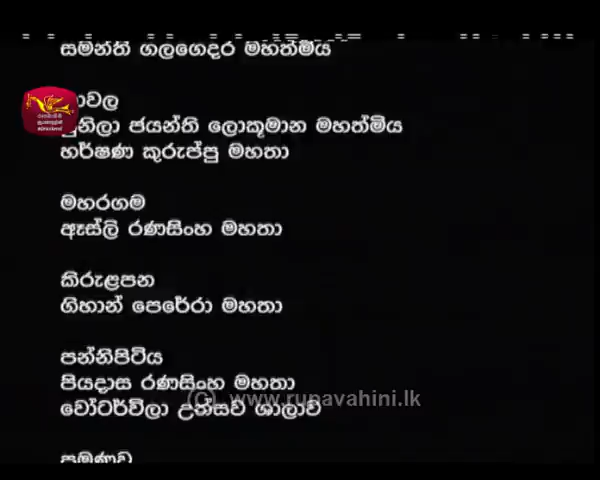 සමන්ති ගලගෙදර මහත්මිය
ජයන්ති ලොකුමාන මහත්මිය
හර්ෂණ කුරුප්පු මහතා
මහරගම
ඇස්ලි රණසිංහ මහතා
කිරුළපන
ගිහාන් පෙරේරා මහතා
පන්නිපිටිය
පියදාස රණසිංහ මහතා
වෝටර්විලා උත්සව ශාලාව
© www.rupavahini.lk